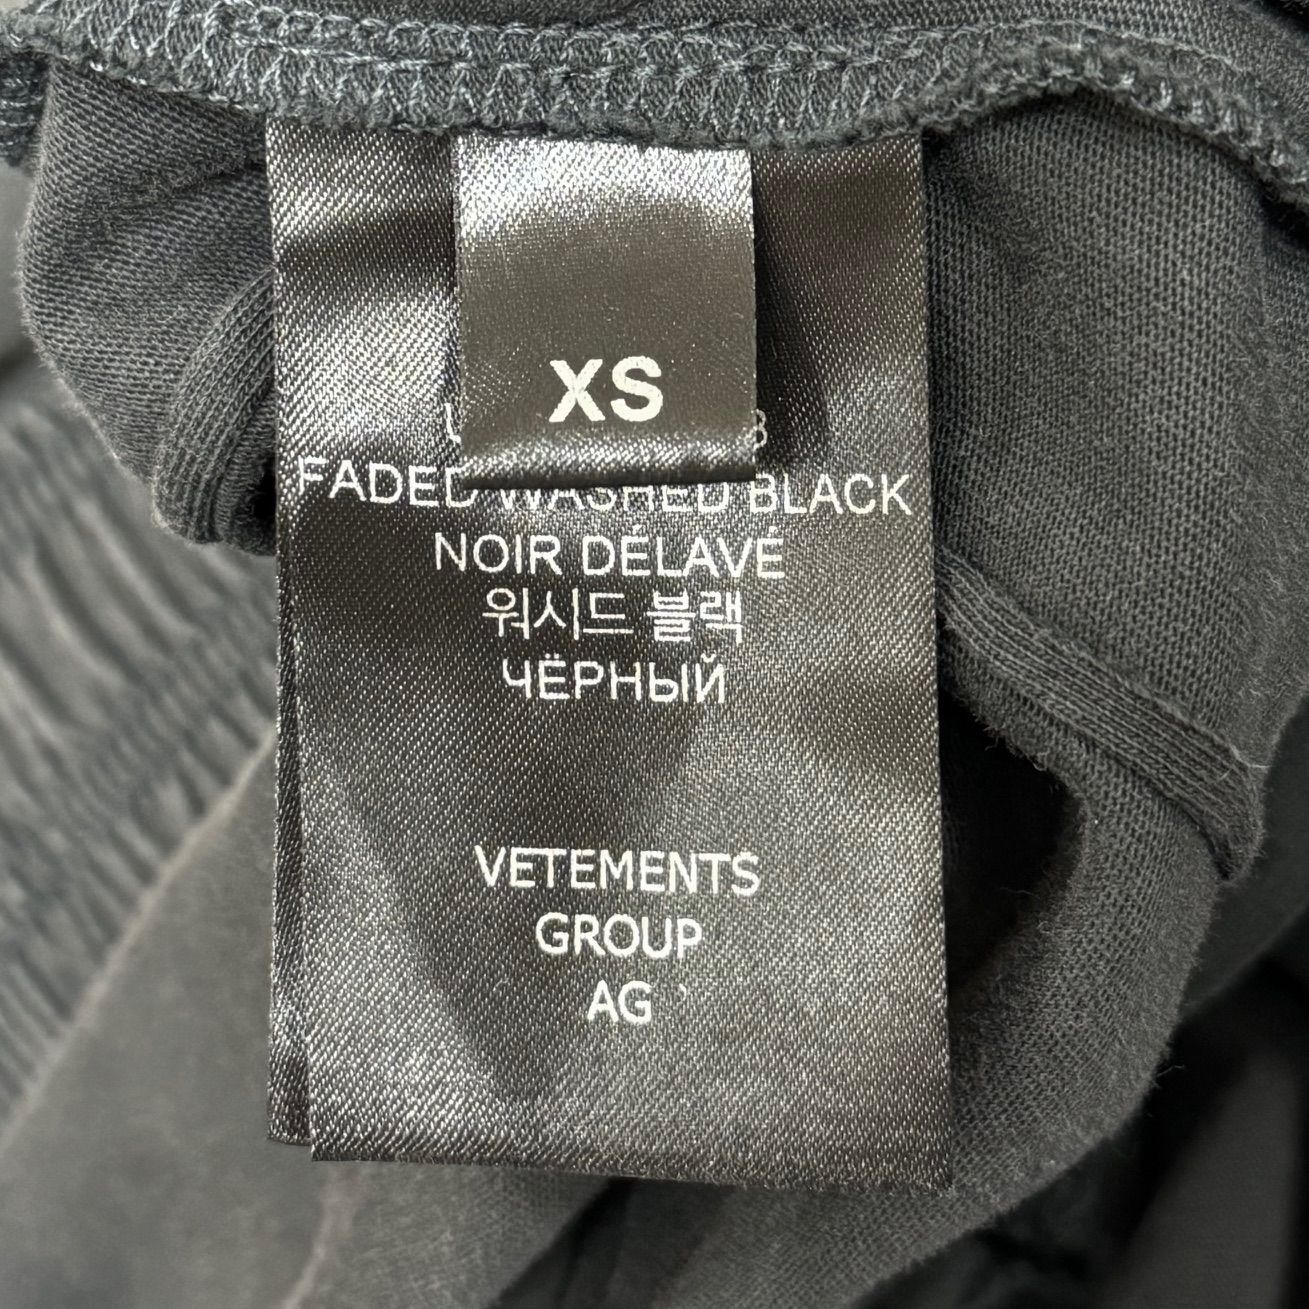 XS
FADED WASHED BLACK
NOIR DÉLAVÉ
워시드 블랙
ЧЁРНЫЙ
VETEMENTS
GROUP
AG